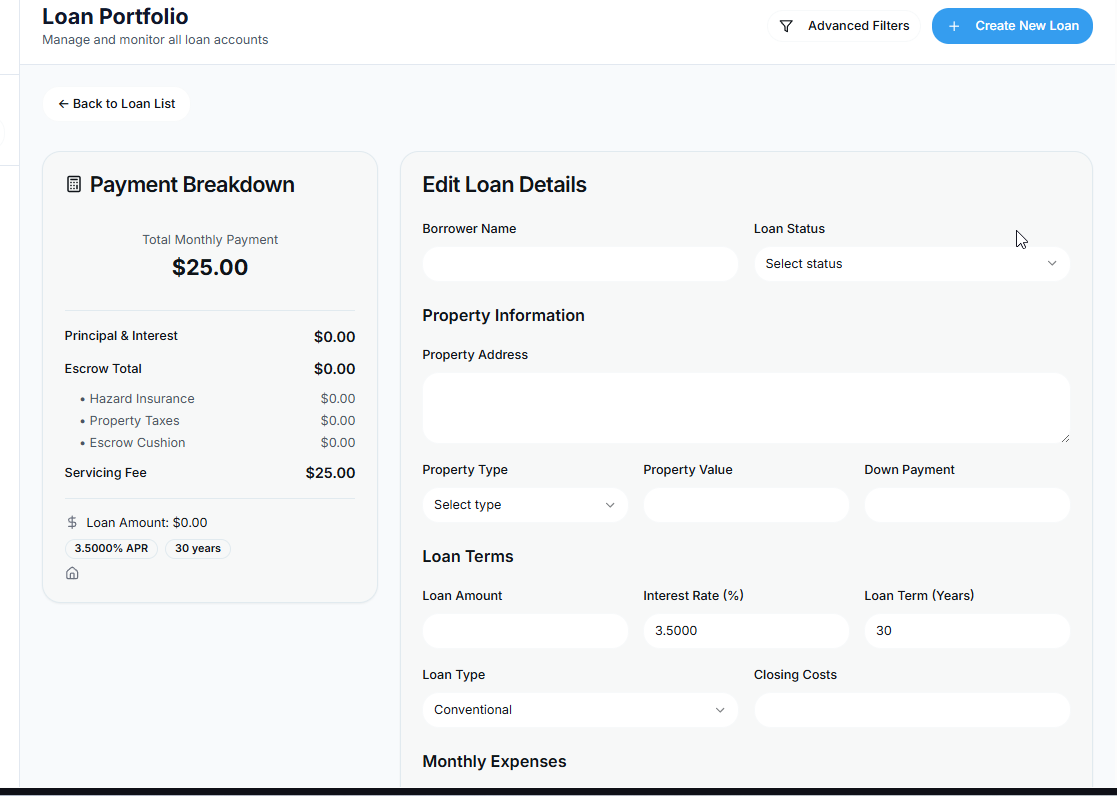 Loan Portfolio
Manage and monitor all loan accounts
Advanced Filters
+ Create New Loan
← Back to Loan List
Payment Breakdown
Total Monthly Payment
$25.00
Principal & Interest $0.00
Escrow Total $0.00
• Hazard Insurance $0.00
• Property Taxes $0.00
• Escrow Cushion $0.00
Servicing Fee $25.00
$ Loan Amount: $0.00
3.5000% APR 30 years
Edit Loan Details
Borrower Name Loan Status
Select status
Property Information
Property Address
Property Type Property Value Down Payment
Select type
Loan Terms
Loan Amount Interest Rate (%) Loan Term (Years)
3.5000 30
Loan Type Closing Costs
Conventional
Monthly Expenses